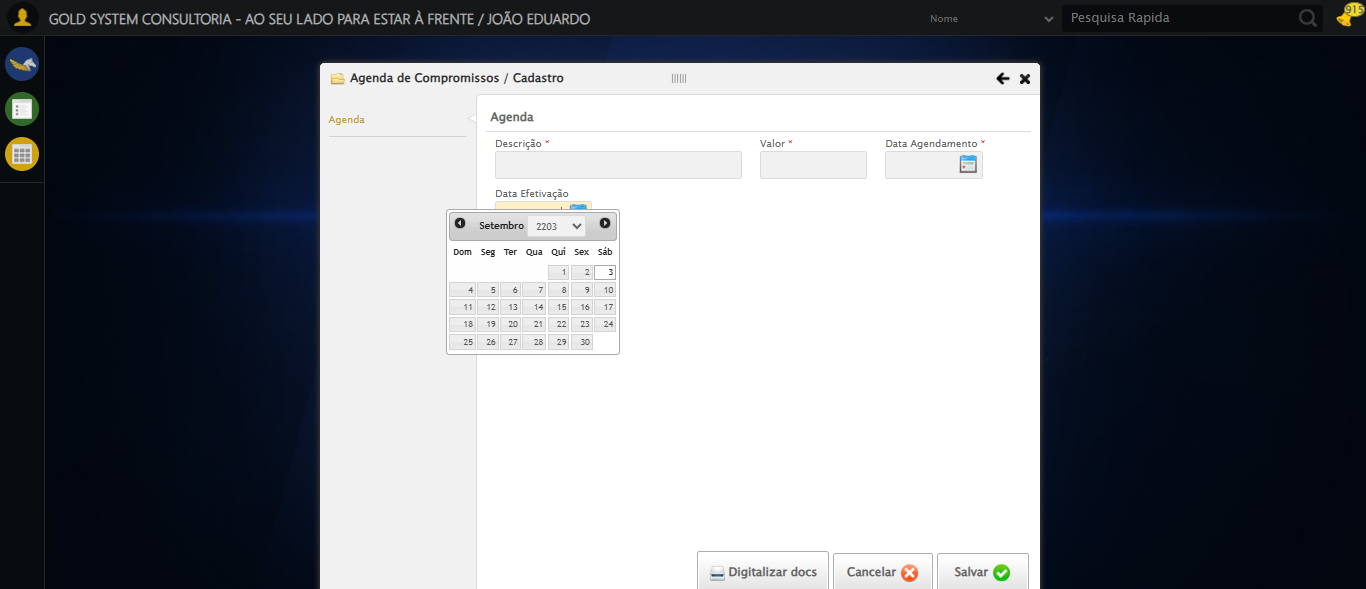 GOLD SYSTEM CONSULTORIA - AO SEU LADO PARA ESTAR À FRENTE / JOÃO EDUARDO
Nome
Pesquisa Rapida
915
Agenda de Compromissos / Cadastro
Agenda
Agenda
Descrição * Valor * Data Agendamento *
Data Efetivação
Setembro 2203
Dom Seg Ter Qua Qui Sex Sáb
1 2 3
4 5 6 7 8 9 10
11 12 13 14 15 16 17
18 19 20 21 22 23 24
25 26 27 28 29 30
Digitalizar docs Cancelar Salvar